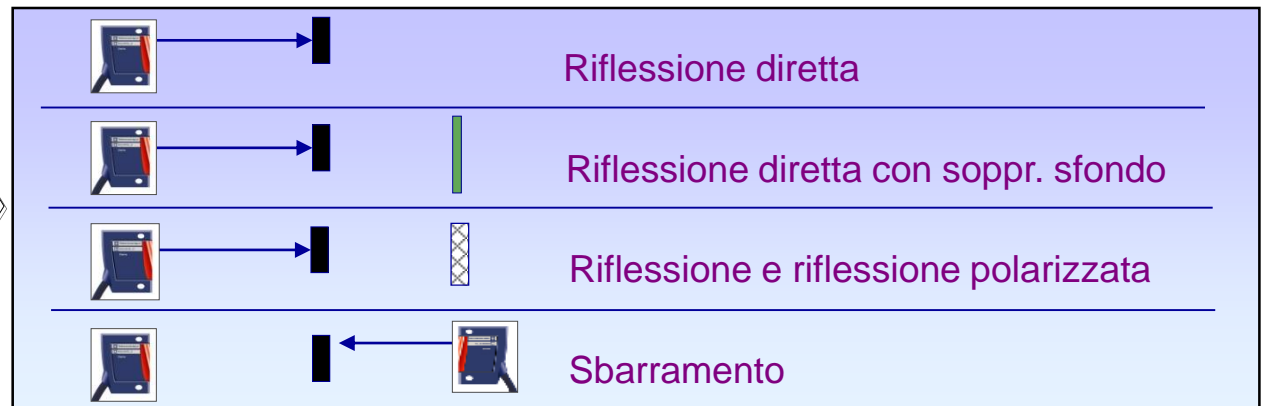 Riflessione diretta
Riflessione diretta con soppr. sfondo
Riflessione e riflessione polarizzata
Sbarramento